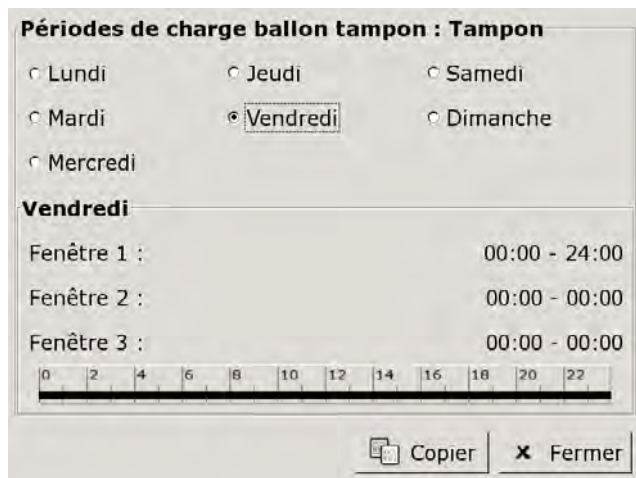 Périodes de charge ballon tampon : Tampon
Lundi Jeudi Samedi
Mardi Vendredi Dimanche
Mercredi
Vendredi
Fenêtre 1 : 00:00 - 24:00
Fenêtre 2 : 00:00 - 00:00
Fenêtre 3 : 00:00 - 00:00
0 2 4 6 8 10 12 14 16 18 20 22
Copier x Fermer